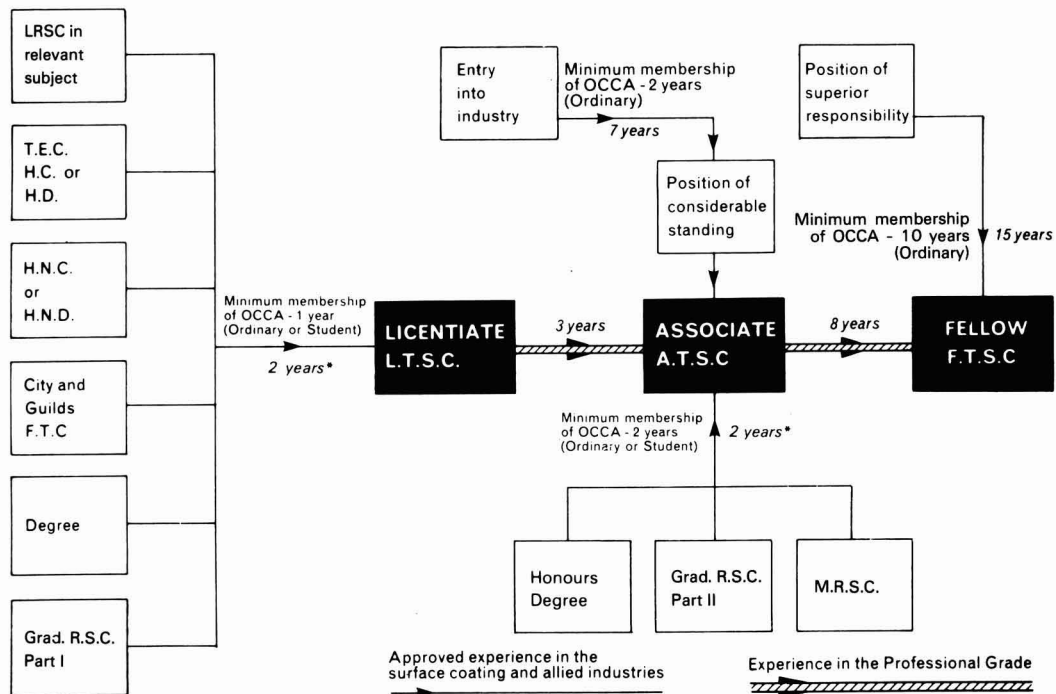 LRSC in
relevant
subject
T.E.C.
H.C. or
H.D.
H.N.C.
or
H.N.D.
City and
Guilds
F.T.C
Degree
Grad. R.S.C.
Part I
Minimum membership
of OCCA - 1 year
(Ordinary or Student)
2 years*
LICENTIATE
L.T.S.C.
3 years
Entry
into
industry
Minimum membership
of OCCA - 2 years
(Ordinary)
7 years
Position of
considerable
standing
ASSOCIATE
A.T.S.C
8 years
Position of
superior
responsibility
Minimum membership
of OCCA - 10 years
(Ordinary)
15 years
FELLOW
F.T.S.C
Minimum membership
of OCCA - 2 years
(Ordinary or Student)
2 years*
Honours
Degree
Grad. R.S.C.
Part II
M.R.S.C.
Approved experience in the
surface coating and allied industries
Experience in the Professional Grade